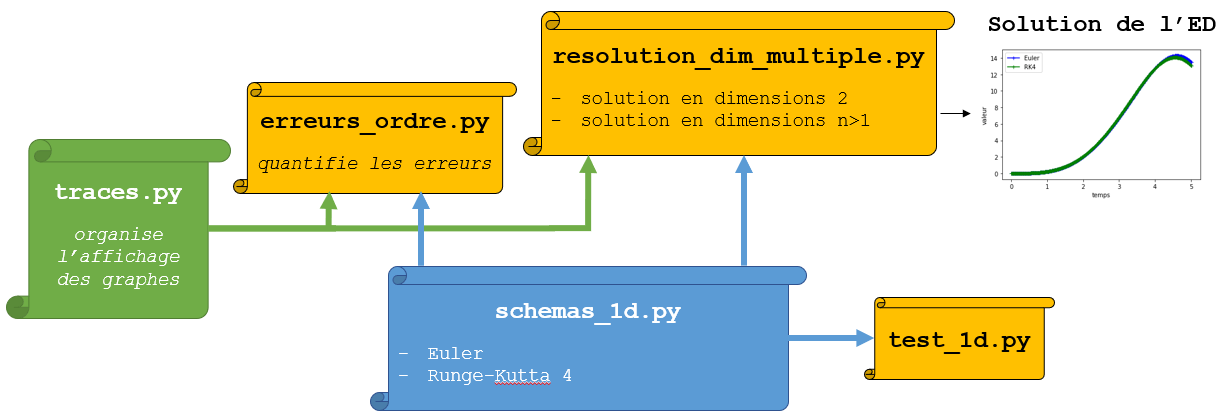 Solution de l'ED
resolution_dim_multiple.py
- solution en dimensions 2
- solution en dimensions n>1
Euler
RK4
14
12
10
8
6
4
2
0
valeur
0 1 2 3 4 5
temps
erreurs_ordre.py
quantifie les erreurs
traces.py
organise
l'affichage
des graphes
schemas_1d.py
- Euler
- Runge-Kutta 4
test_1d.py